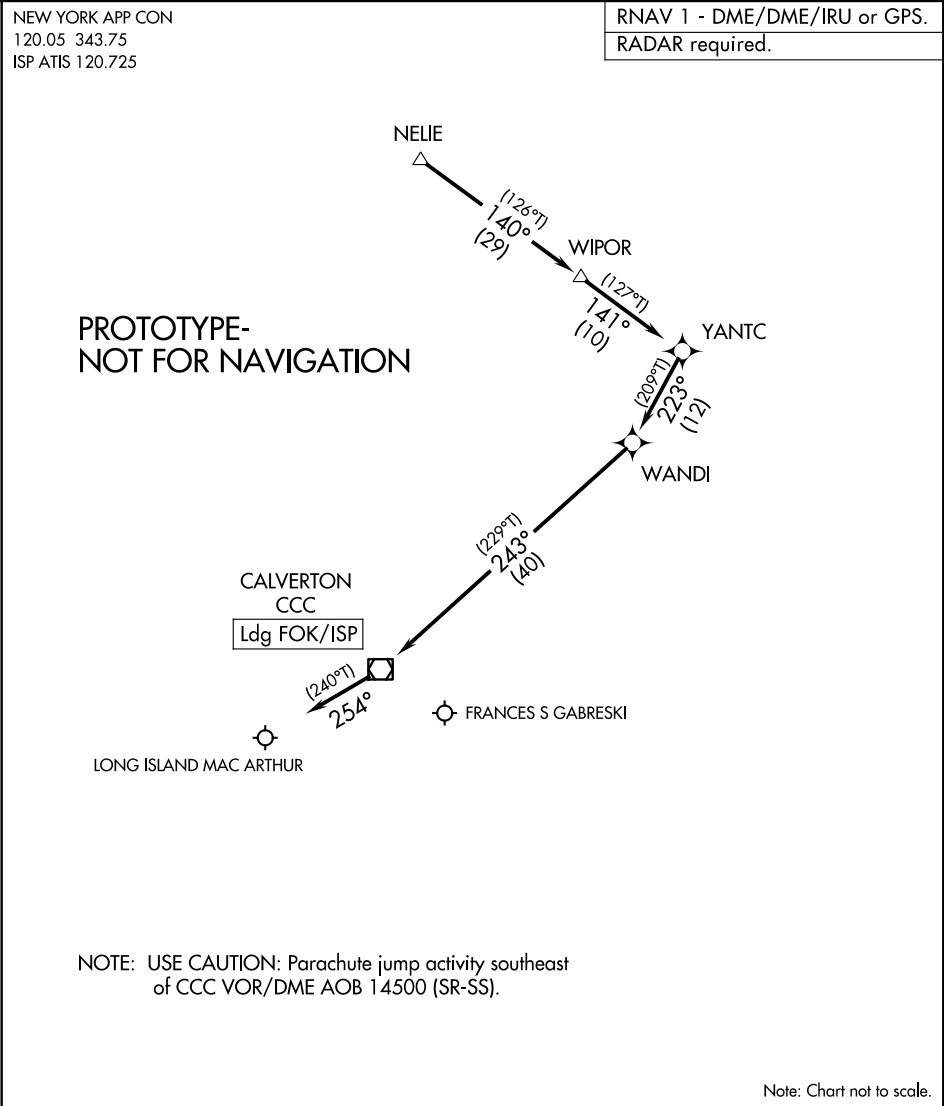 NEW YORK APP CON
120.05 343.75
ISP ATIS 120.725
RNAV 1 - DME/DME/IRU or GPS.
RADAR required.
NELIE
(126°T)
140°
(29)
WIPOR
(127°T)
141°
(10)
PROTOTYPE-
NOT FOR NAVIGATION
YANTC
(209°T)
223°
(12)
WANDI
(229°T)
243°
(40)
CALVERTON
CCC
Ldg FOK/ISP
(240°T)
254°
FRANCES S GABRESKI
LONG ISLAND MAC ARTHUR
NOTE: USE CAUTION: Parachute jump activity southeast
of CCC VOR/DME AOB 14500 (SR-SS).
Note: Chart not to scale.